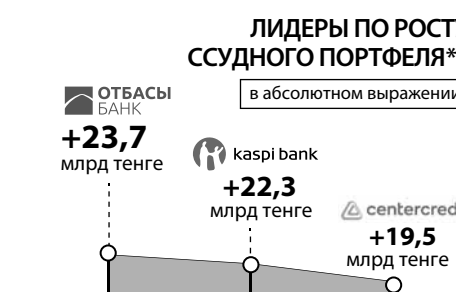 ЛИДЕРЫ ПО РОСТ
ССУДНОГО ПОРТФЕЛЯ*
в абсолютном выражении
ОТБАСЫ
БАНК
+23,7
млрд тенге
kaspi bank
+22,3
млрд тенге
centercred
+19,5
млрд тенге